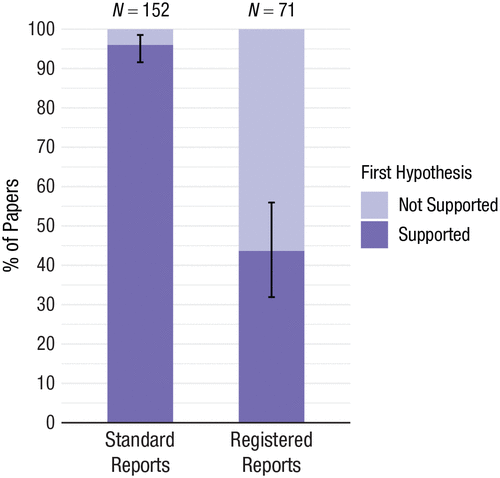 N = 152
N = 71
100
90
80
70
60
50
40
30
20
10
0
% of Papers
Standard
Reports
Registered
Reports
First Hypothesis
Not Supported
Supported